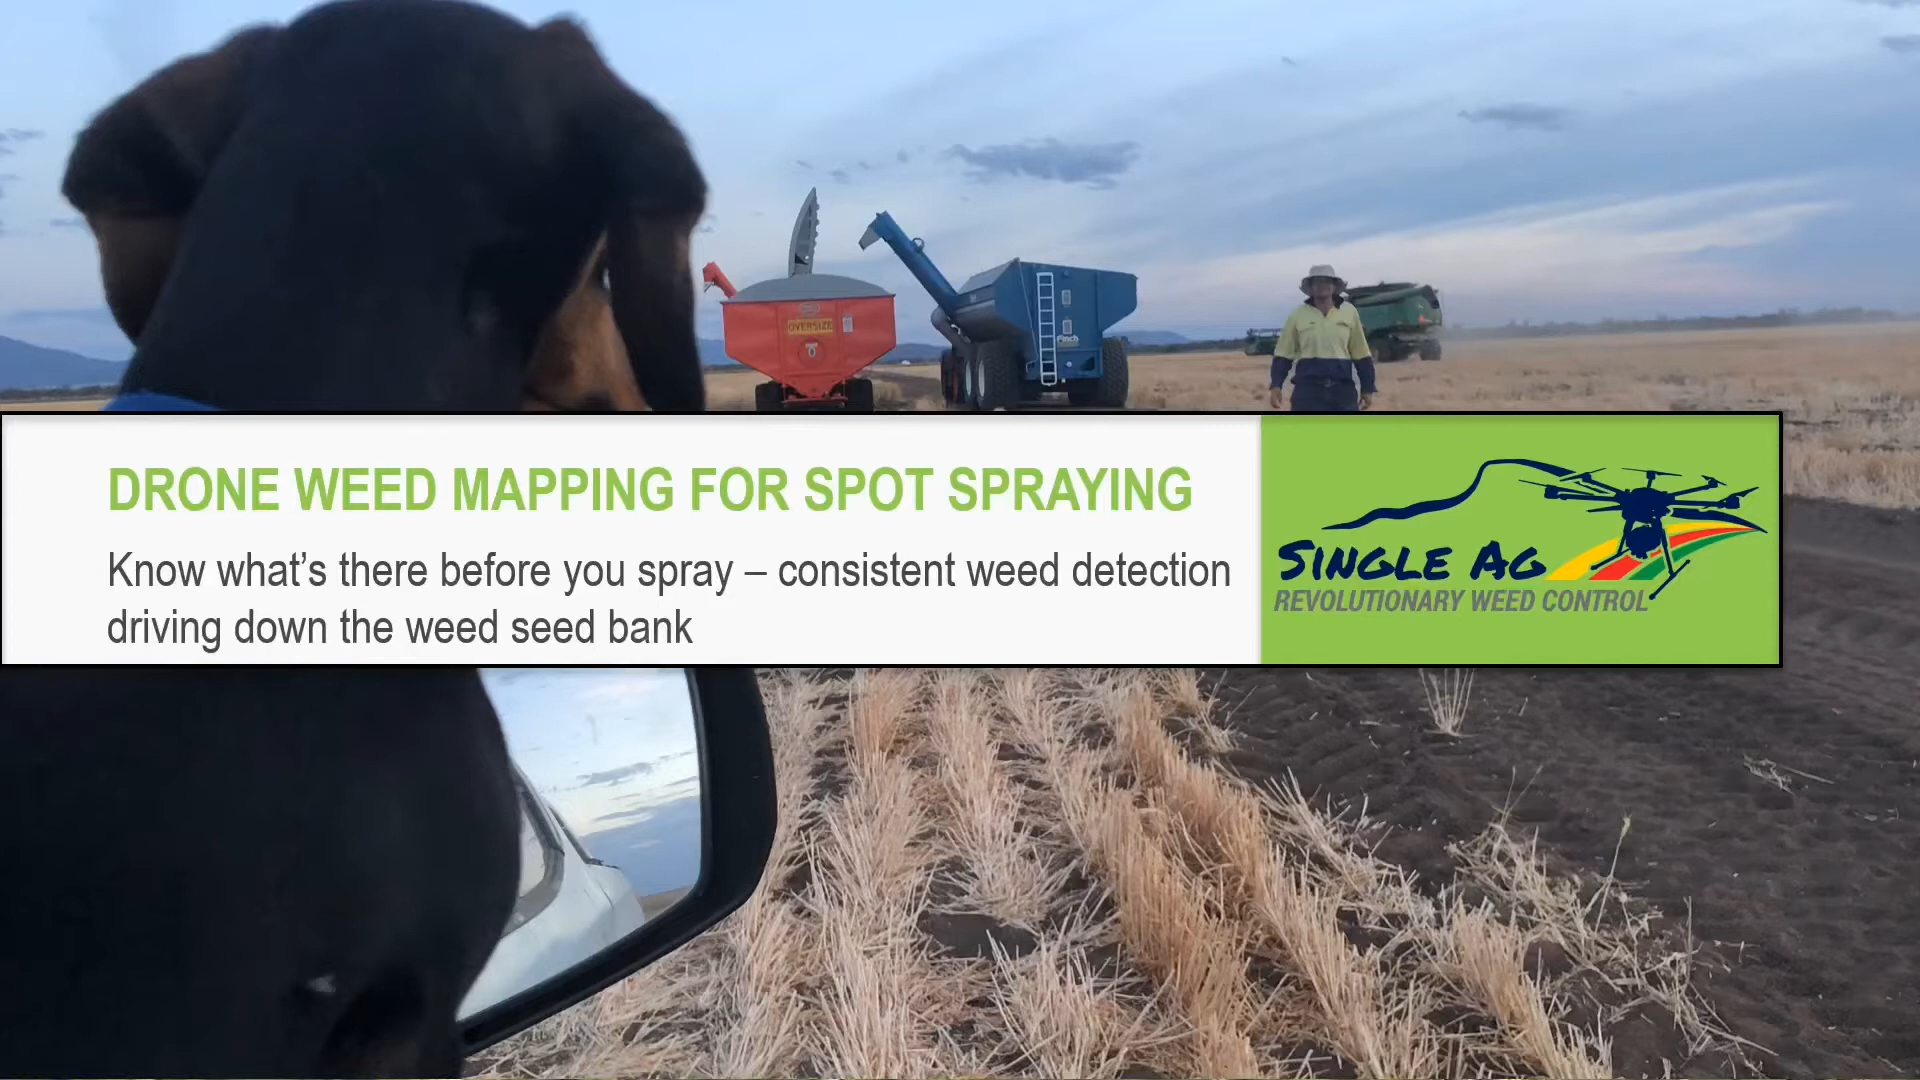 OVERSIZE
Finch
DRONE WEED MAPPING FOR SPOT SPRAYING
Know what's there before you spray – consistent weed detection
driving down the weed seed bank
SINGLE AG
REVOLUTIONARY WEED CONTROL